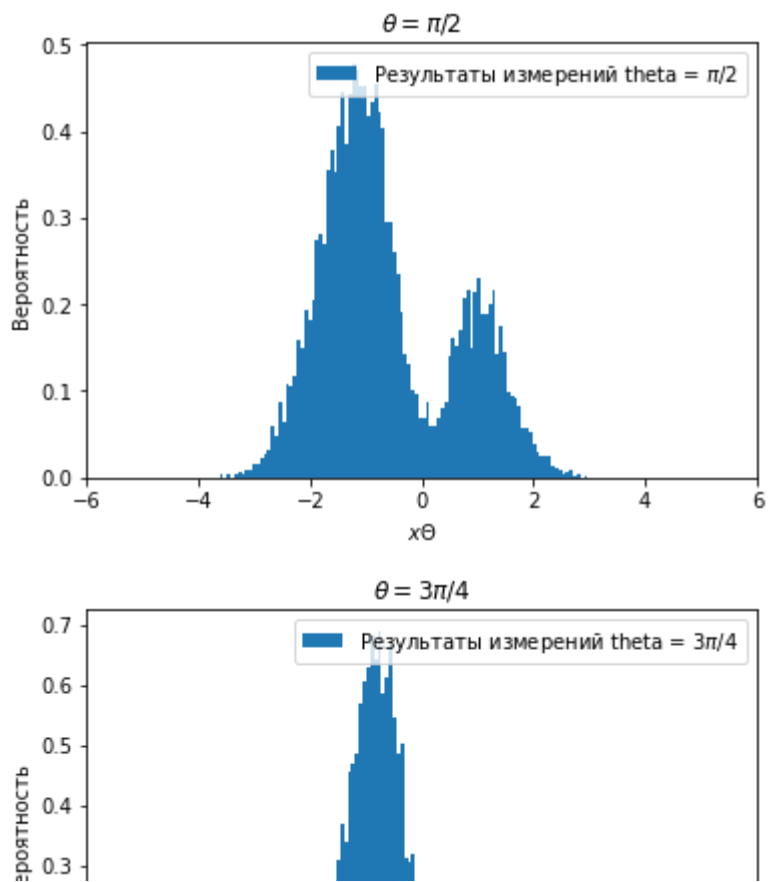 θ = π/2
Результаты измерений theta = π/2
Вероятность
0.5
0.4
0.3
0.2
0.1
0.0
−6 −4 −2 0 2 4 6
xΘ
θ = 3π/4
Результаты измерений theta = 3π/4
0.7
0.6
0.5
0.4
0.3